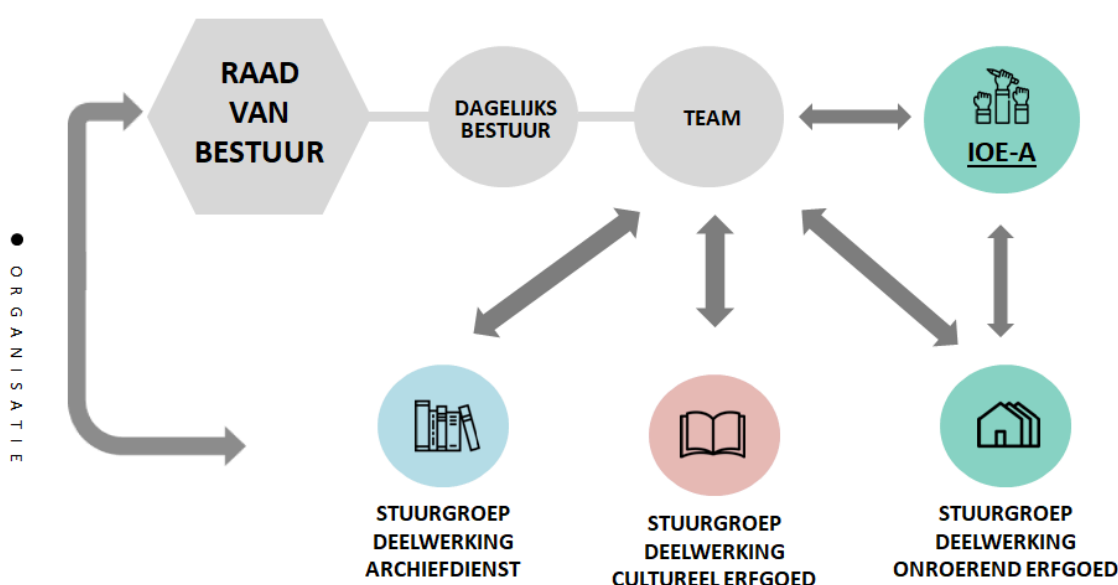 RAAD
VAN
BESTUUR
DAGELIJKS
BESTUUR
TEAM
IOE-A
● ORGANISATIE
STUURGROEP
DEELWERKING
ARCHIEFDIENST
STUURGROEP
DEELWERKING
CULTUREEL ERFGOED
STUURGROEP
DEELWERKING
ONROEREND ERFGOED